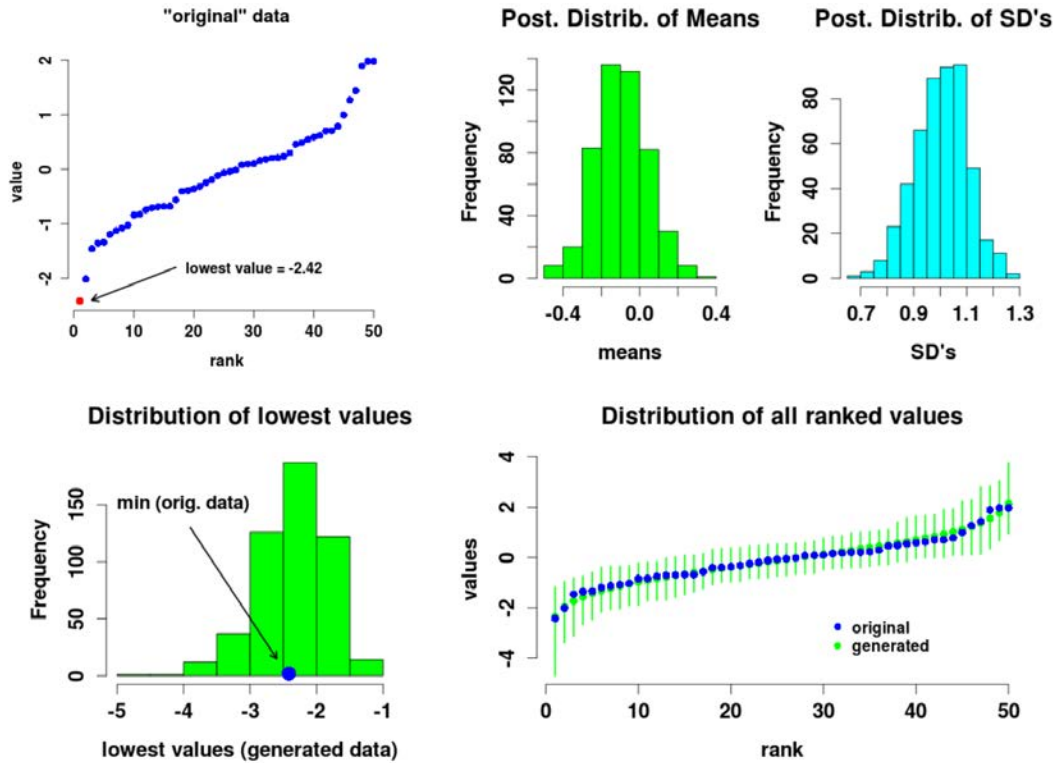 "original" data
value
2
1
0
-1
-2
lowest value = -2.42
0 10 20 30 40 50
rank
Post. Distrib. of Means
Frequency
140
80
40
0
-0.4 0.0 0.4
means
Post. Distrib. of SD's
Frequency
80
60
40
20
0
0.7 0.9 1.1 1.3
SD's
Distribution of lowest values
min (orig. data)
Frequency
150
100
50
0
-5 -4 -3 -2 -1
lowest values (generated data)
Distribution of all ranked values
values
4
2
0
-2
-4
original
generated
0 10 20 30 40 50
rank